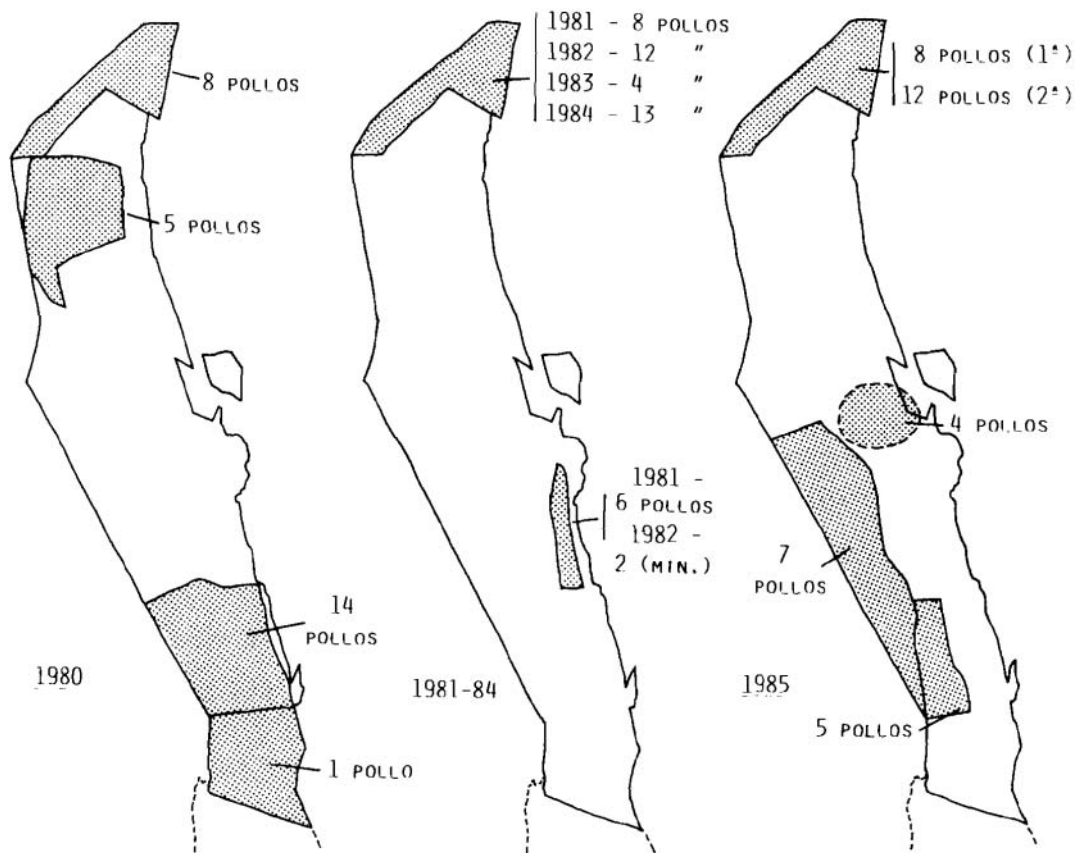 8 POLLOS
5 POLLOS
14
POLLOS
1980
1 POLLO
1981 - 8 POLLOS
1982 - 12 "
1983 - 4 "
1984 - 13 "
1981 -
6 POLLOS
1982 -
2 (MIN.)
1981-84
8 POLLOS (1ª)
12 POLLOS (2ª)
4 POLLOS
7
POLLOS
1985
5 POLLOS